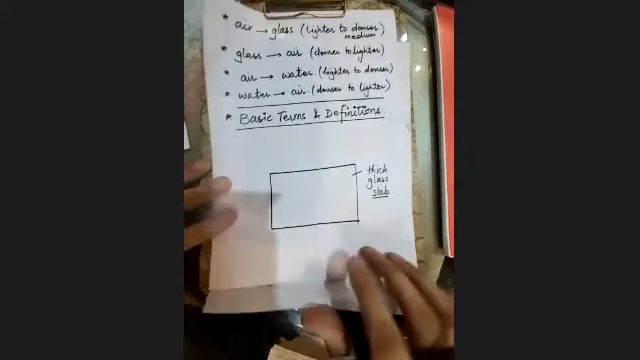 * air → glass (lighter to denser medium)
* glass → air (denser to lighter)
* air → water (lighter to denser)
* water → air (denser to lighter)
* Basic Terms & Definitions.
thick
glass
slab